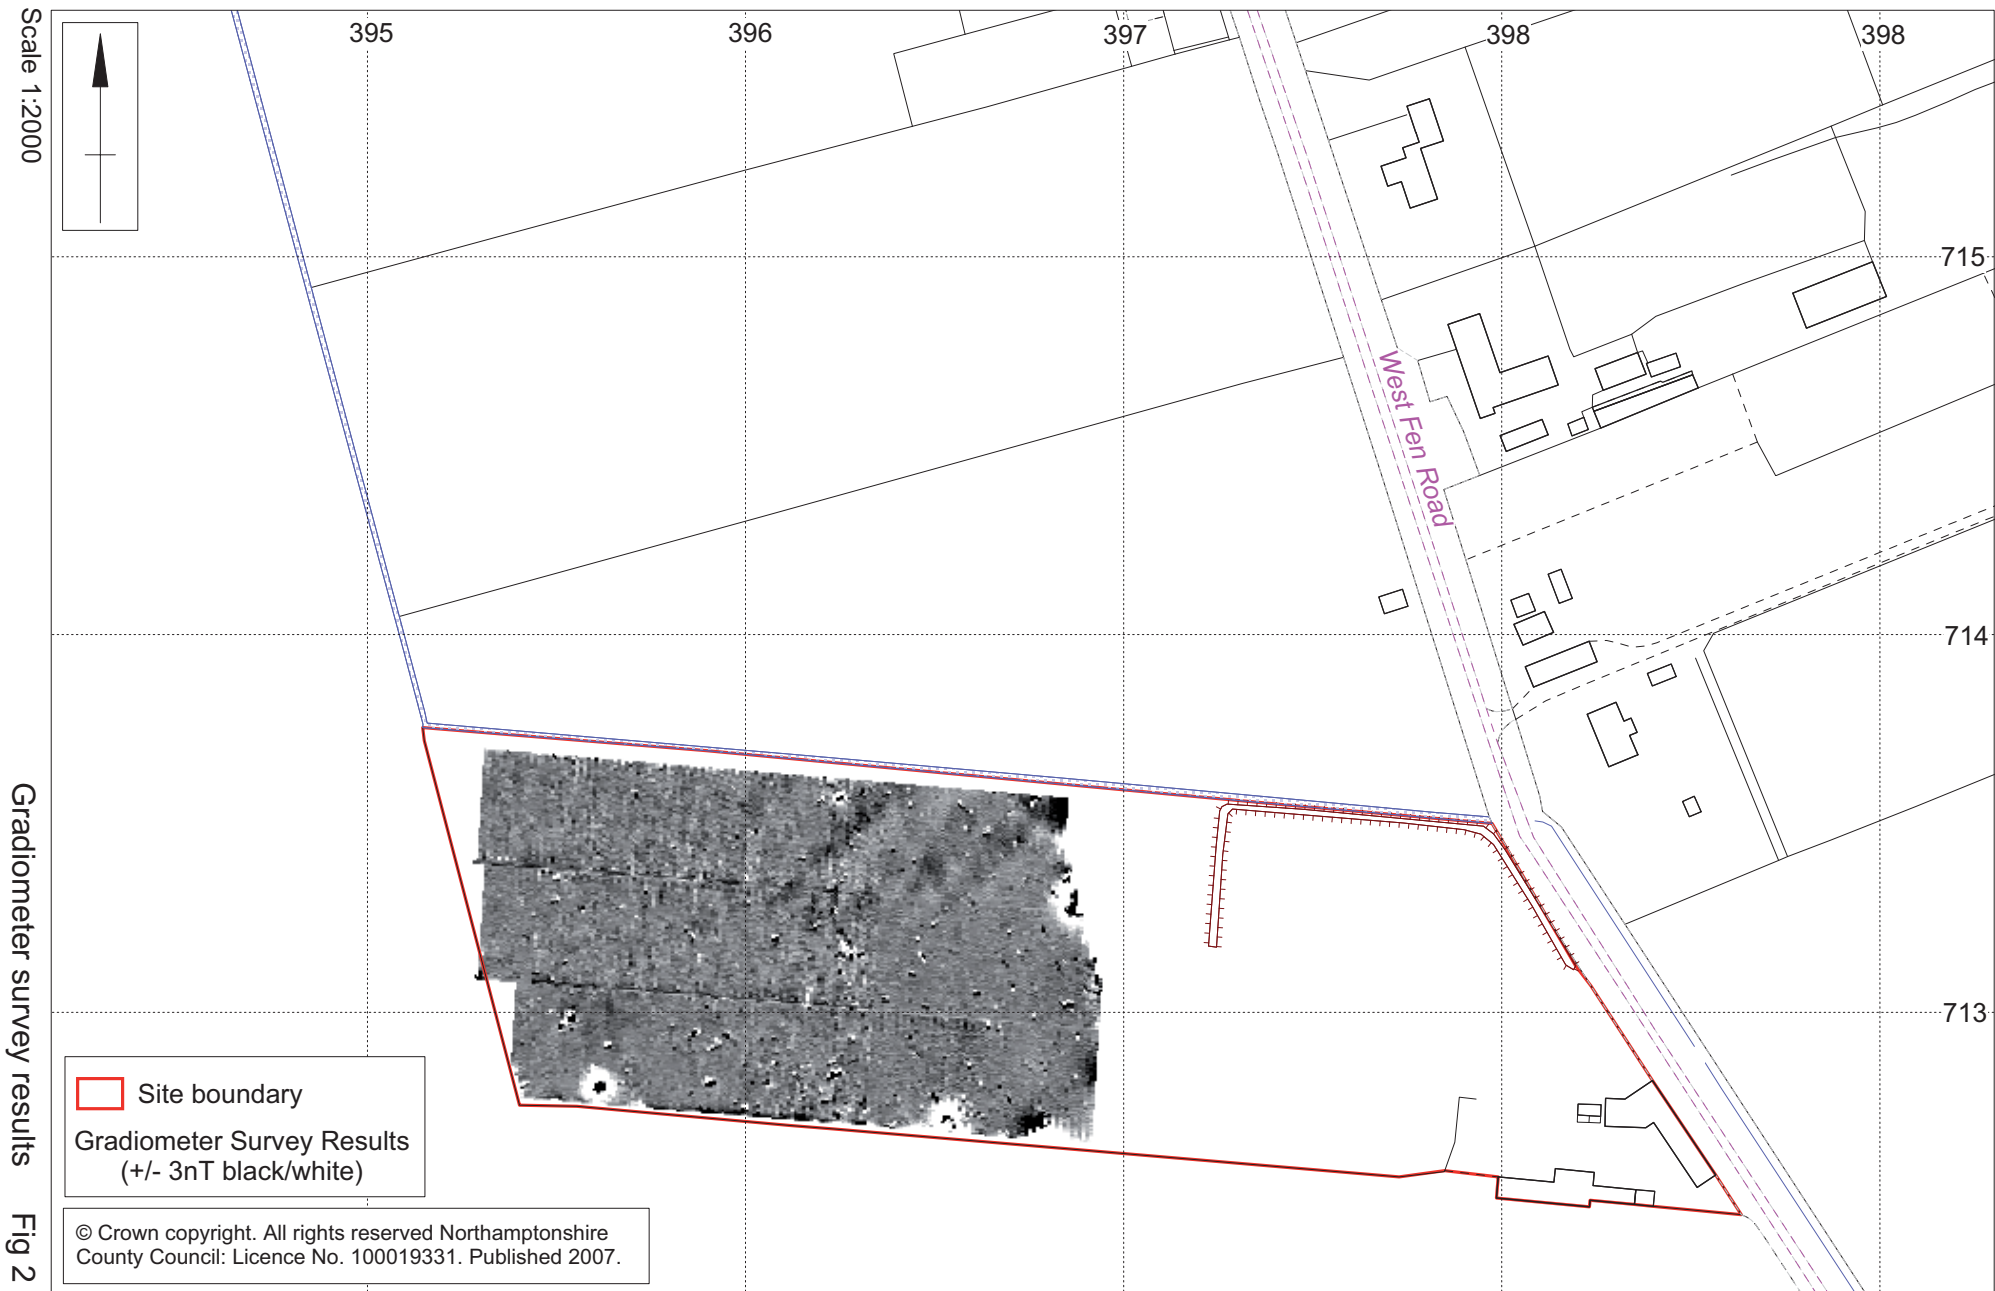 Scale 1:2000
395
396
397
398
398
715
West Fen Road
714
713
Site boundary
Gradiometer Survey Results
(+/- 3nT black/white)
© Crown copyright. All rights reserved Northamptonshire
County Council: Licence No. 100019331. Published 2007.
Gradiometer survey results Fig 2